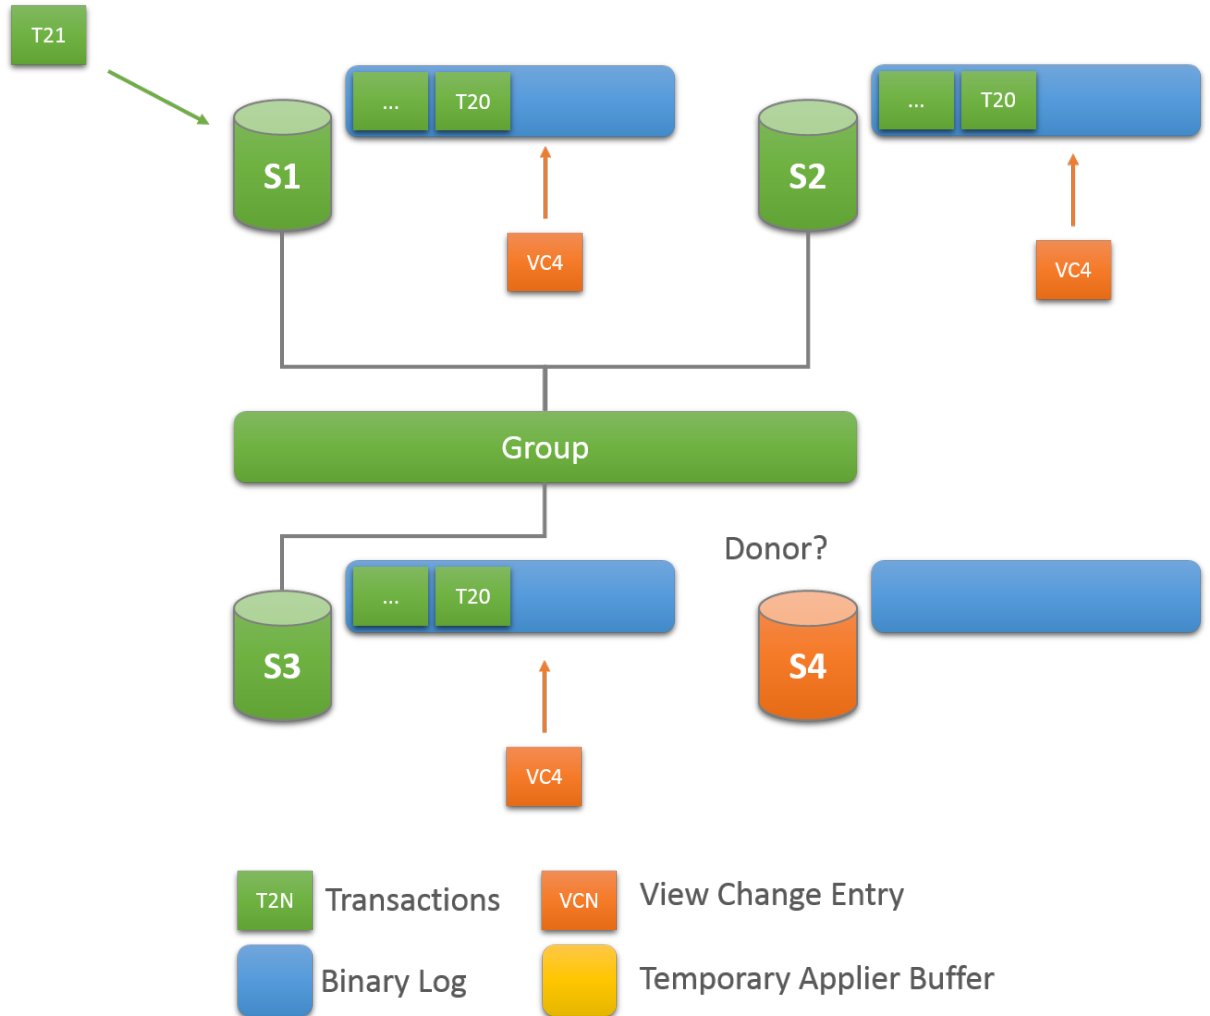 T21
... T20
... T20
S1
S2
VC4
VC4
Group
Donor?
... T20
S3
S4
VC4
T2N Transactions
VCN View Change Entry
Binary Log
Temporary Applier Buffer